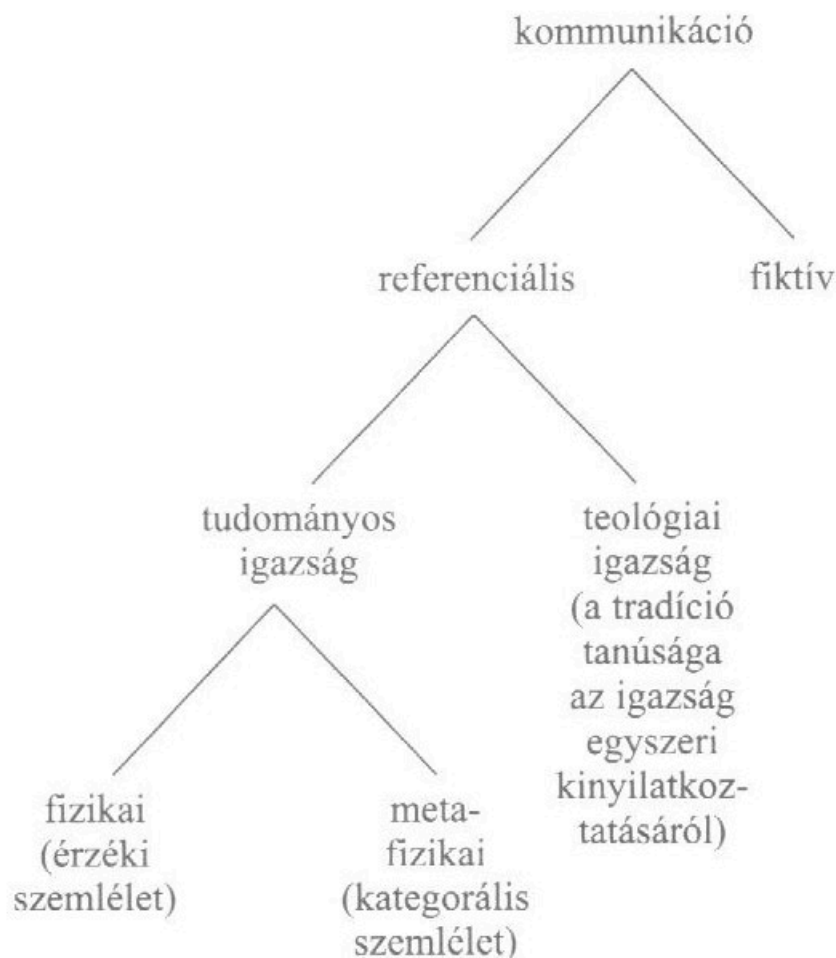 kommunikáció
referenciális
fiktív
tudományos
igazság
teológiai
igazság
(a tradíció
tanúsága
az igazság
egyszeri
kinyilatkoz-
tatásáról)
fizikai
(érzéki
szemlélet)
meta-
fizikai
(kategorális
szemlélet)